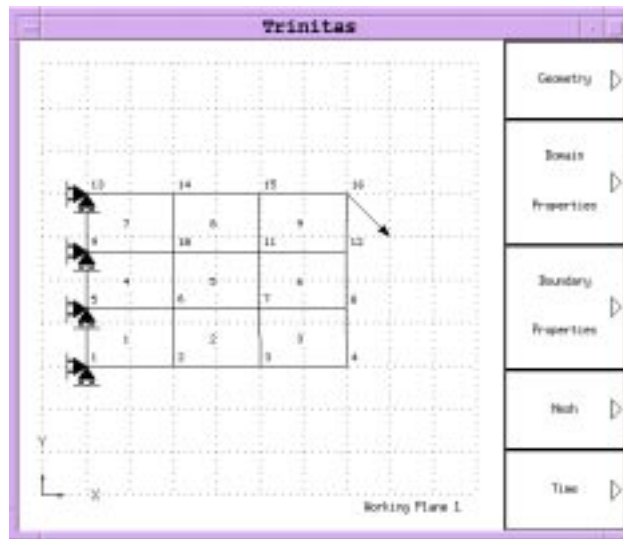 Trinitas
Geometry
Domain
Properties
Boundary
Properties
Mesh
Time
13 14 15 16
7 8 9
9 10 11 12
4 5 6
5 6 7 8
1 2 3
1 2 3 4
Y
X
Working Plane 1